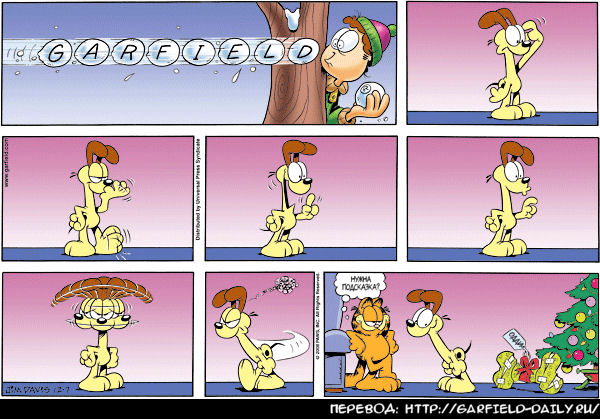 GARFIELD
www.garfield.com
Distributed by Universal Press Syndicate
JIM DAVIS 12-7
© 2008 PAWS, INC. All Rights Reserved.
НУЖНА
ПОДСКАЗКА?
ПЕРЕВОД: HTTP://GARFIELD-DAILY.RU/